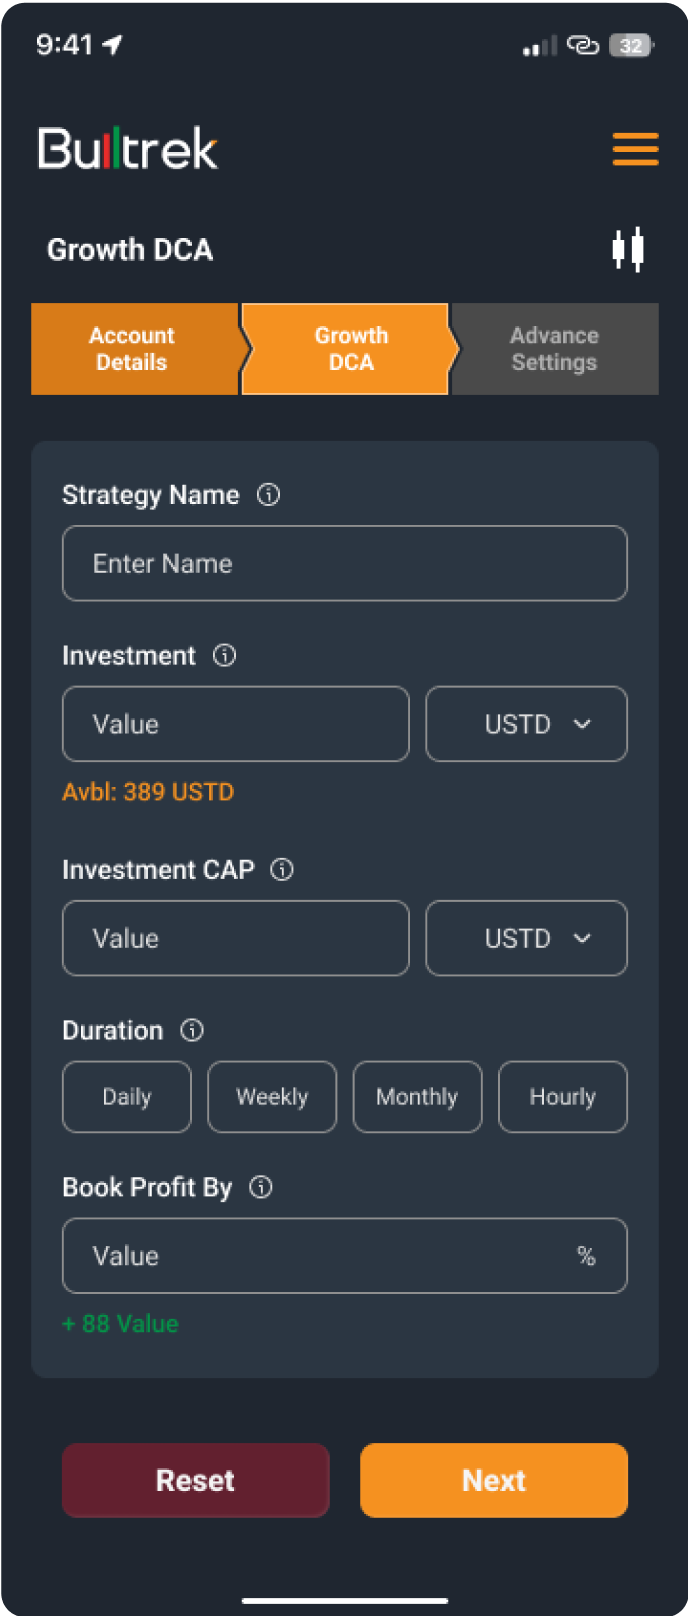 9:41
32
Bulltrek
Growth DCA
Account Details
Growth DCA
Advance Settings
Strategy Name
Enter Name
Investment
Value
USTD
Avbl: 389 USTD
Investment CAP
Value
USTD
Duration
Daily
Weekly
Monthly
Hourly
Book Profit By
Value
%
+ 88 Value
Reset
Next